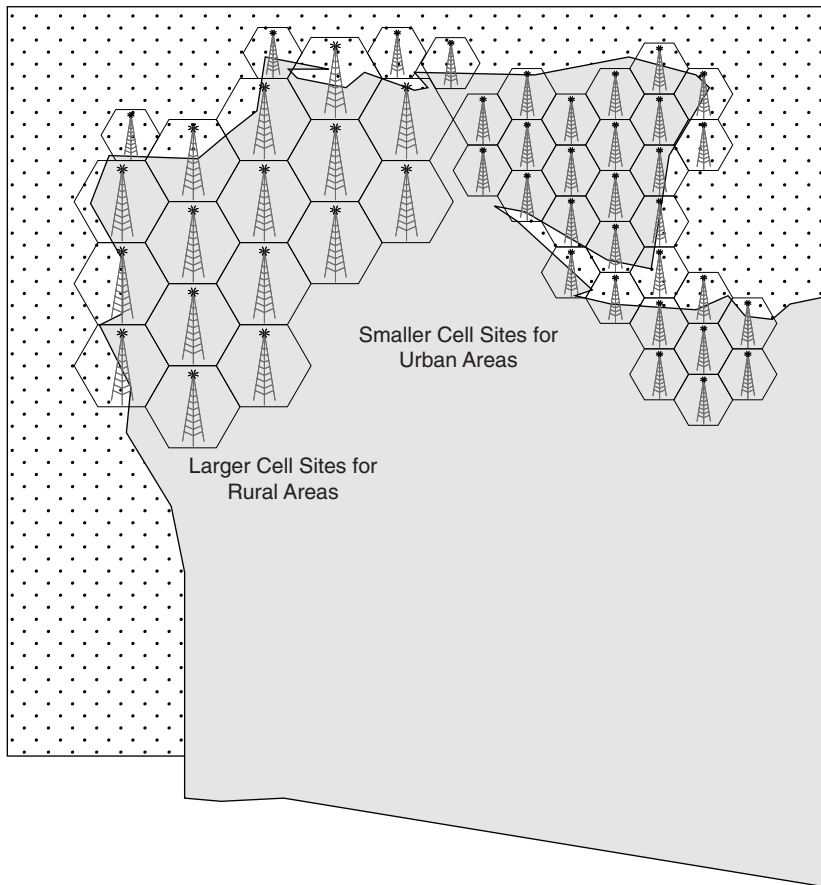 Smaller Cell Sites for
Urban Areas
Larger Cell Sites for
Rural Areas